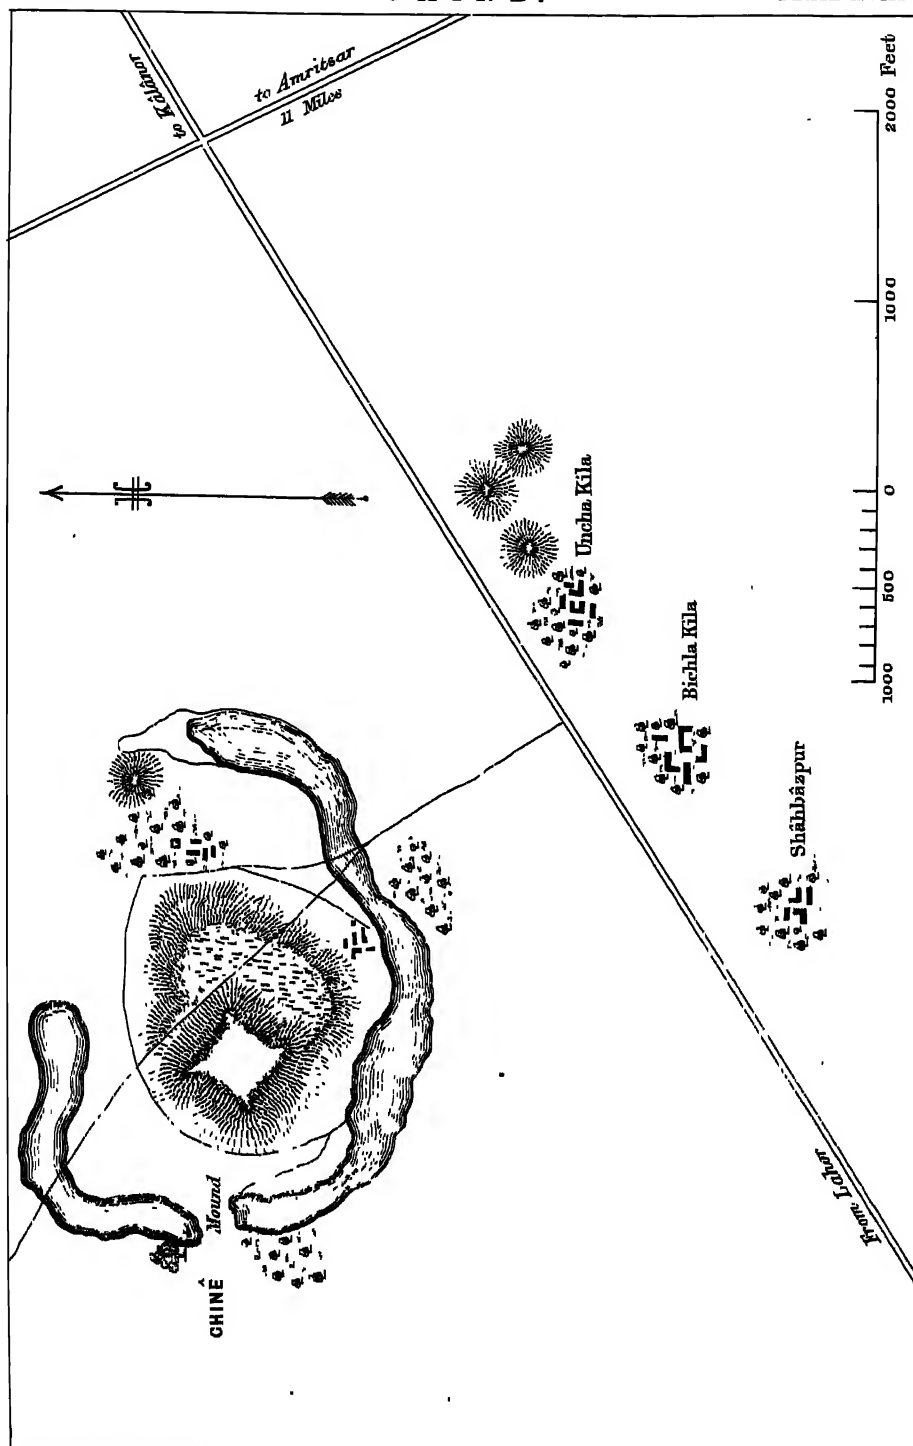 to Kâlânor
to Amritsar
11 Miles
Uncha Kila
Bichla Kila
Shâhbâzpur
Mound
CHINÊ
From Lahor
1000 500 0 1000 2000 Feet